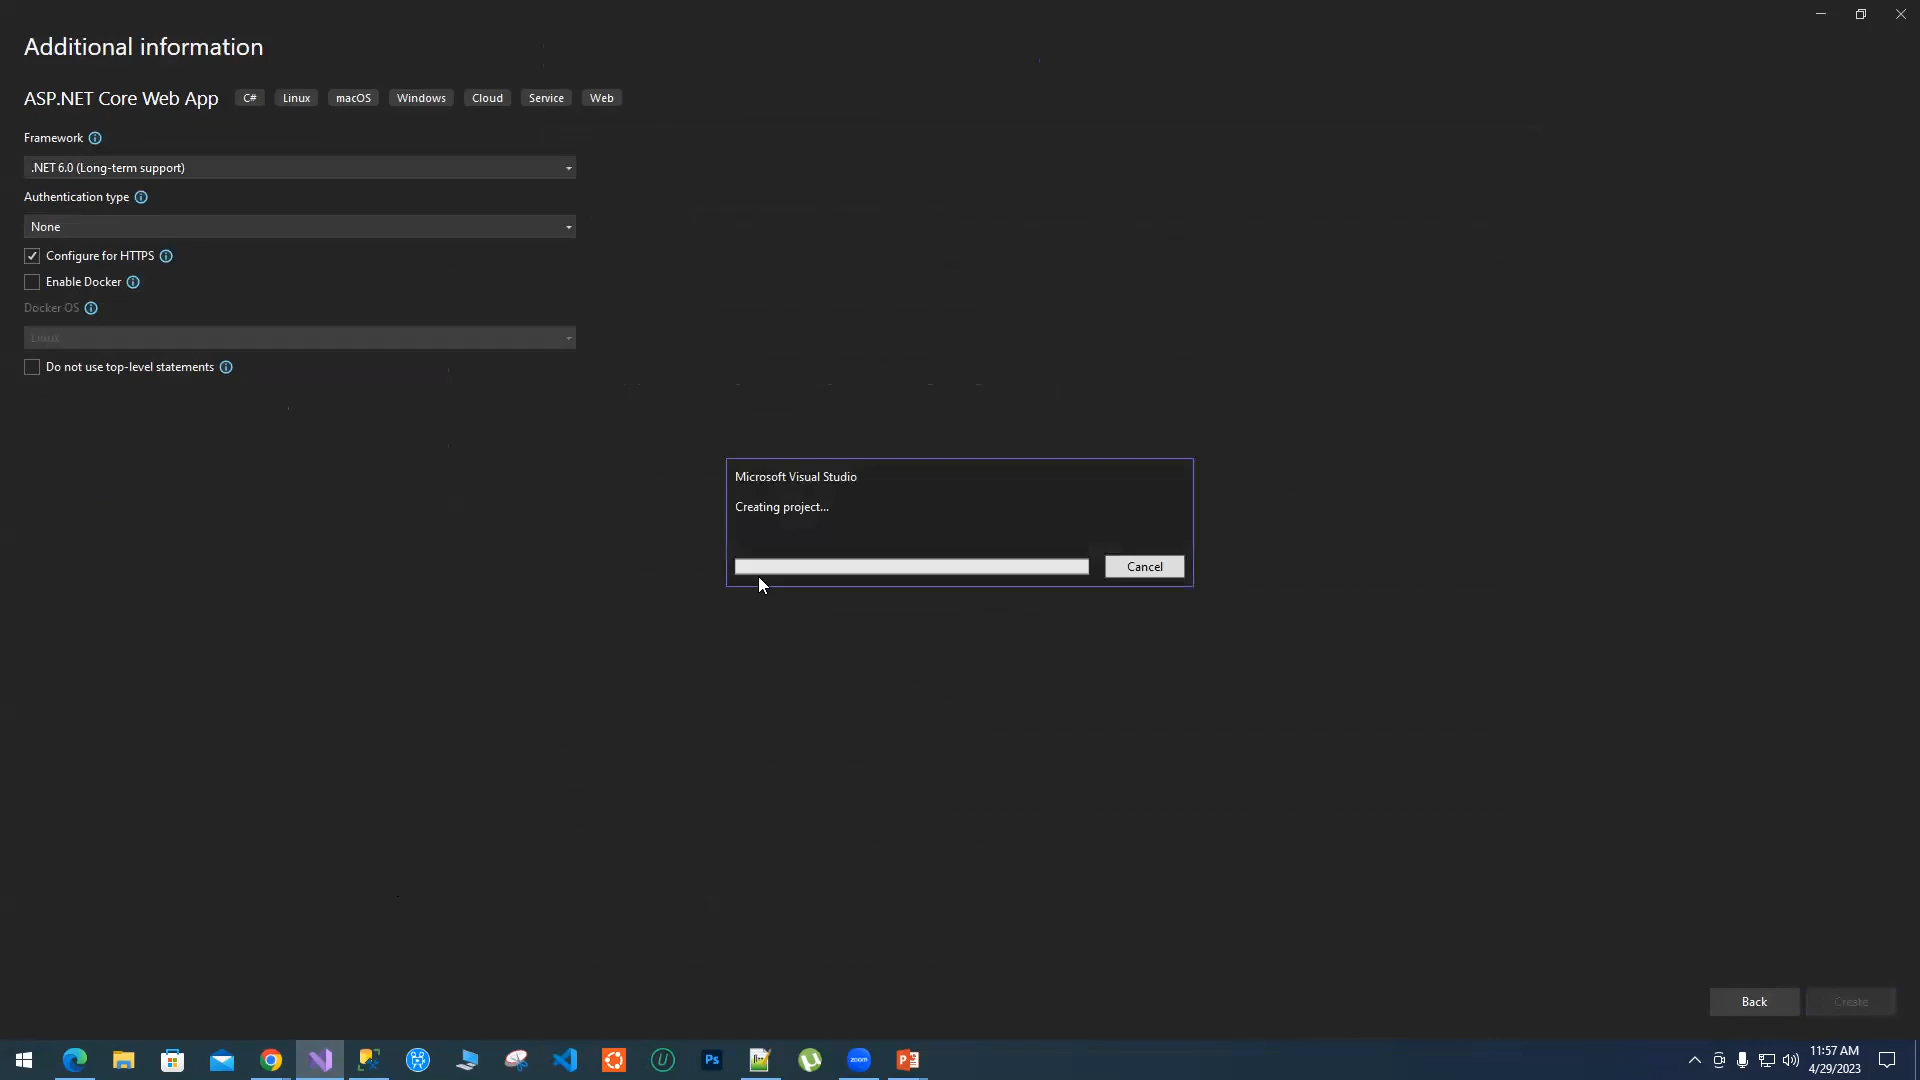 Additional information
ASP.NET Core Web App C# Linux macOS Windows Cloud Service Web
Framework
.NET 6.0 (Long-term support)
Authentication type
None
Configure for HTTPS
Enable Docker
Docker OS
Linux
Do not use top-level statements
Microsoft Visual Studio
Creating project...
Cancel
Back Create
Ps
zoom
11:57 AM
4/29/2023